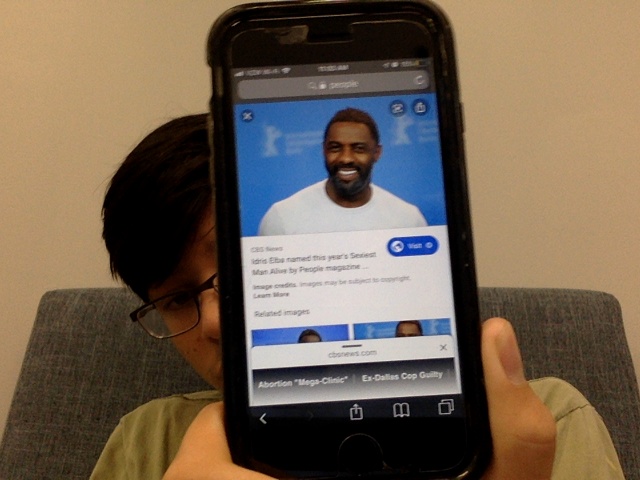 people
CBS News
Visit
Idris Elba named this year's Sexiest
Man Alive by People magazine ...
Image credits. Images may be subject to copyright.
Learn More
Related images
cbsnews.com
Abortion "Mega-Clinic"
Ex-Dallas Cop Guilty